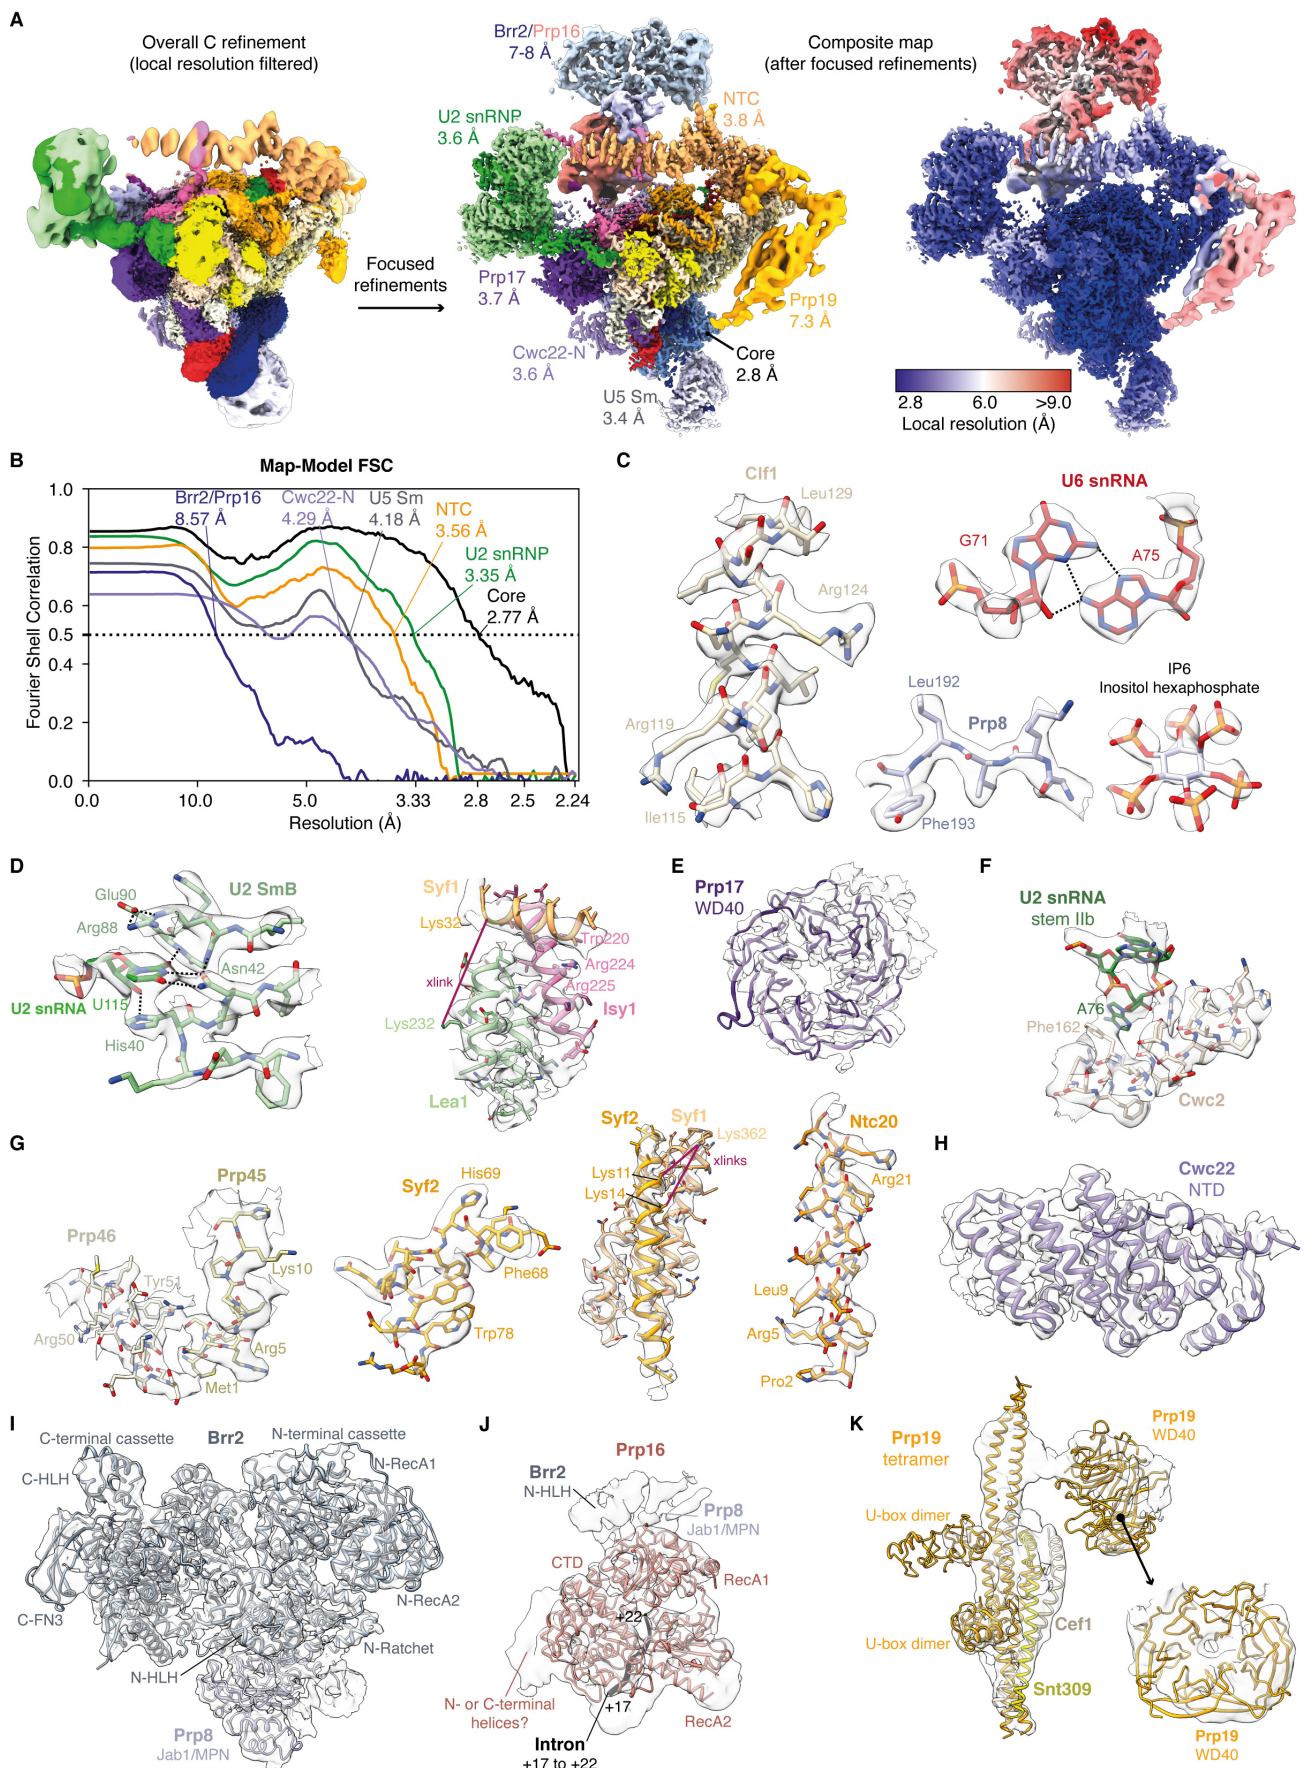 A
Overall C refinement
(local resolution filtered)
Focused
refinements
Brr2/Prp16
7-8 Å
Composite map
(after focused refinements)
U2 snRNP
3.6 Å
NTC
3.8 Å
Prp17
3.7 Å
Prp19
7.3 Å
Cwc22-N
3.6 Å
Core
2.8 Å
U5 Sm
3.4 Å
2.8 6.0 >9.0
Local resolution (Å)
B
Map-Model FSC
Fourier Shell Correlation
1.0
0.8
0.6
0.5
0.4
0.2
0.0
Brr2/Prp16
8.57 Å
Cwc22-N
4.29 Å
U5 Sm
4.18 Å
NTC
3.56 Å
U2 snRNP
3.35 Å
Core
2.77 Å
0.0 10.0 5.0 3.33 2.8 2.5 2.24
Resolution (Å)
C
Clf1
Leu129
Arg124
Arg119
Ile115
U6 snRNA
G71
A75
Leu192
Prp8
Phe193
IP6
Inositol hexaphosphate
D
Glu90
U2 SmB
Arg88
Asn42
U2 snRNA
U115
His40
Syf1
Lys32
Trp220
Arg224
Arg225
xlink
Isy1
Lys232
Lea1
E
Prp17
WD40
F
U2 snRNA
stem IIb
A76
Phe162
Cwc2
G
Prp45
Prp46
Lys10
Tyr51
Arg50
Arg5
Met1
Syf2
His69
Phe68
Trp78
Syf2
Syf1
Lys362
xlinks
Lys11
Lys14
Ntc20
Arg21
Leu9
Arg5
Pro2
H
Cwc22
NTD
I
C-terminal cassette
Brr2
N-terminal cassette
C-HLH
N-RecA1
C-FN3
N-RecA2
N-Ratchet
N-HLH
Prp8
Jab1/MPN
J
Prp16
Brr2
N-HLH
Prp8
Jab1/MPN
CTD
RecA1
+22
N- or C-terminal
helices?
+17
RecA2
Intron
+17 to +22
K
Prp19
tetramer
Prp19
WD40
U-box dimer
U-box dimer
Cef1
Snt309
Prp19
WD40